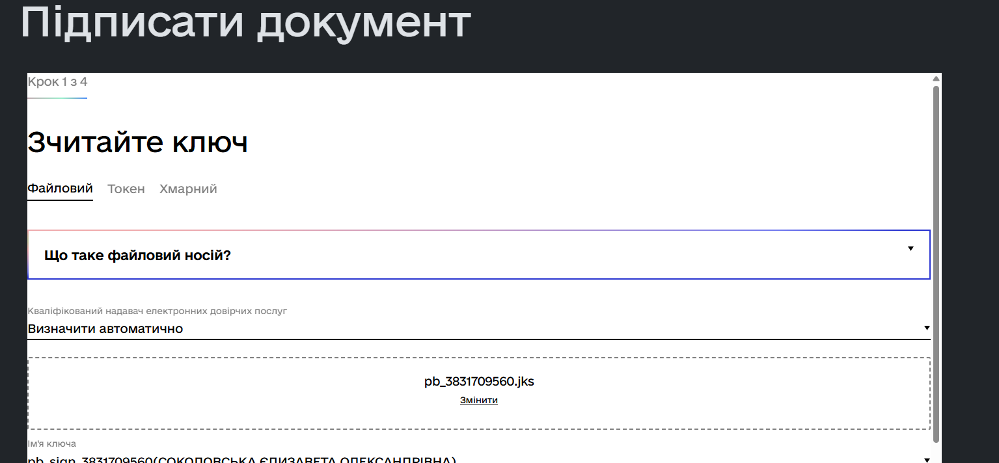 Підписати документ
Крок 1 з 4
Зчитайте ключ
Файловий Токен Хмарний
Що таке файловий носій?
Кваліфікований надавач електронних довірчих послуг
Визначити автоматично
pb_3831709560.jks
Змінити
Ім'я ключа
pb_sign_3831709560(СОКОЛОВСЬКА ЄЛИЗАВЕТА ОЛЕКСАНДРІВНА)